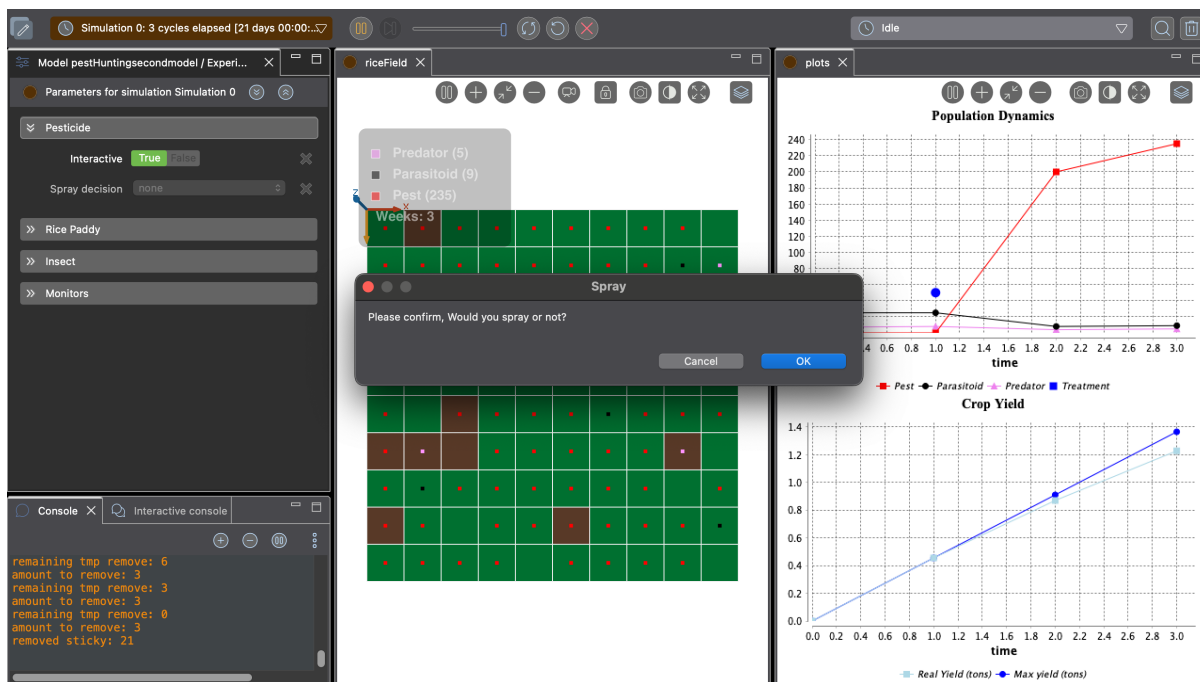 Simulation 0: 3 cycles elapsed [21 days 00:00:..
Idle
Model pestHuntingsecondmodel / Experi...
Parameters for simulation Simulation 0
Pesticide
Interactive True False
Spray decision none
Rice Paddy
Insect
Monitors
Console
Interactive console
remaining tmp remove: 6
amount to remove: 3
remaining tmp remove: 3
amount to remove: 3
remaining tmp remove: 0
amount to remove: 3
removed sticky: 21
riceField
Predator (5)
Parasitoid (9)
Pest (235)
Z
X
Weeks: 3
Spray
Please confirm, Would you spray or not?
Cancel
OK
plots
Population Dynamics
240
220
200
180
160
140
120
100
80
.4 0.6 0.8 1.0 1.2 1.4 1.6 1.8 2.0 2.2 2.4 2.6 2.8 3.0
time
Pest Parasitoid Predator Treatment
Crop Yield
1.4
1.2
1.0
0.8
0.6
0.4
0.2
0.0
0.0 0.2 0.4 0.6 0.8 1.0 1.2 1.4 1.6 1.8 2.0 2.2 2.4 2.6 2.8 3.0
time
Real Yield (tons) Max yield (tons)